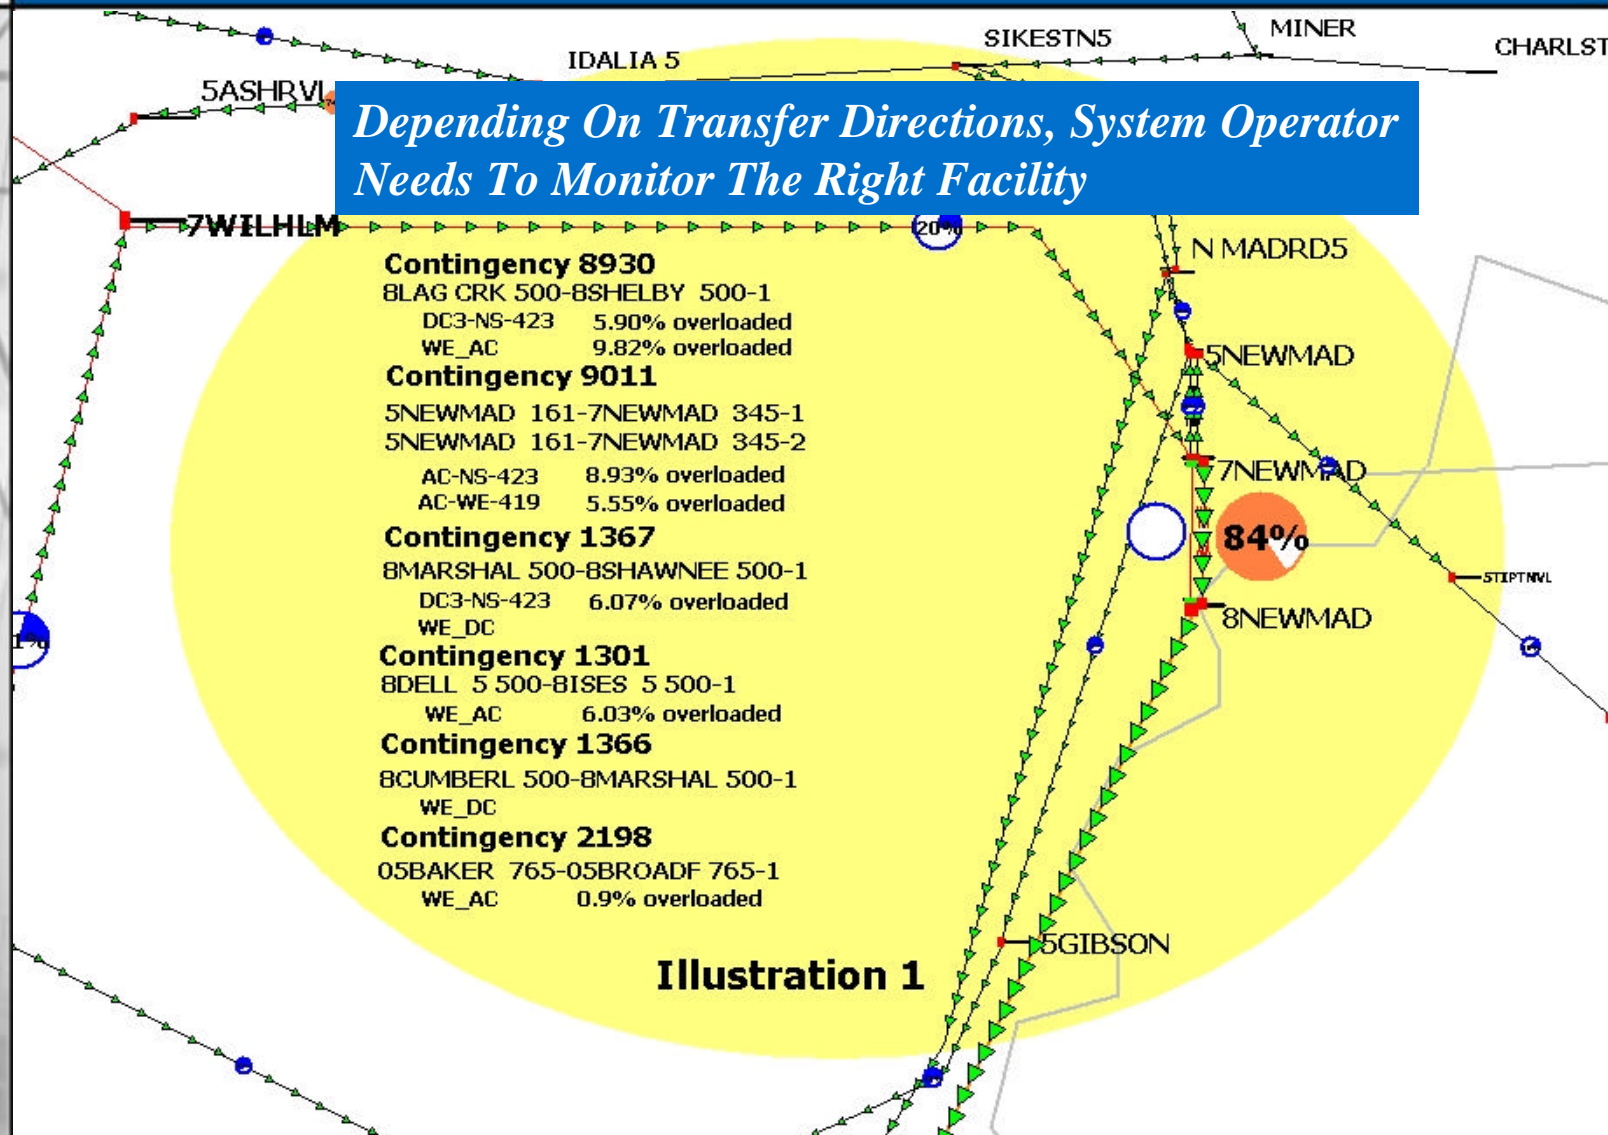 SIKESTN5
MINER
CHARLST
IDALIA 5
5ASHRVL
Depending On Transfer Directions, System Operator
Needs To Monitor The Right Facility
7WILHLM
20%
N MADRD5
Contingency 8930
8LAG CRK 500-8SHELBY 500-1
DC3-NS-423 5.90% overloaded
WE_AC 9.82% overloaded
5NEWMAD
Contingency 9011
5NEWMAD 161-7NEWMAD 345-1
5NEWMAD 161-7NEWMAD 345-2
AC-NS-423 8.93% overloaded
7NEWMAD
AC-WE-419 5.55% overloaded
Contingency 1367
84%
8MARSHAL 500-8SHAWNEE 500-1
5TIPTNVL
DC3-NS-423 6.07% overloaded
8NEWMAD
WE_DC
1%
Contingency 1301
8DELL 5 500-8ISES 5 500-1
WE_AC 6.03% overloaded
Contingency 1366
8CUMBERL 500-8MARSHAL 500-1
WE_DC
Contingency 2198
05BAKER 765-05BROADF 765-1
WE_AC 0.9% overloaded
5GIBSON
Illustration 1